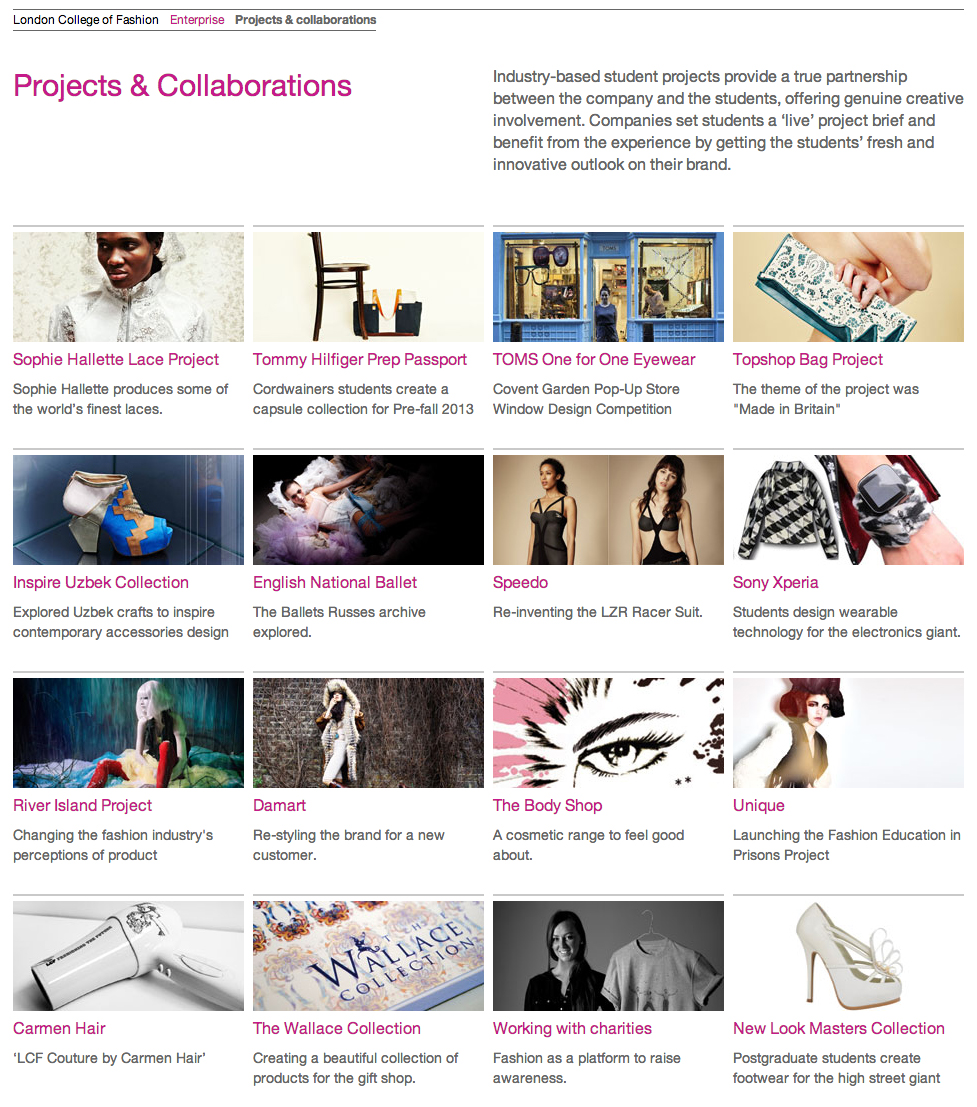 London College of Fashion Enterprise Projects & collaborations
Projects & Collaborations
Industry-based student projects provide a true partnership
between the company and the students, offering genuine creative
involvement. Companies set students a ‘live’ project brief and
benefit from the experience by getting the students’ fresh and
innovative outlook on their brand.
TOMS
Sophie Hallette Lace Project
Sophie Hallette produces some of
the world's finest laces.
Tommy Hilfiger Prep Passport
Cordwainers students create a
capsule collection for Pre-fall 2013
TOMS One for One Eyewear
Covent Garden Pop-Up Store
Window Design Competition
Topshop Bag Project
The theme of the project was
"Made in Britain"
Inspire Uzbek Collection
Explored Uzbek crafts to inspire
contemporary accessories design
English National Ballet
The Ballets Russes archive
explored.
Speedo
Re-inventing the LZR Racer Suit.
Sony Xperia
Students design wearable
technology for the electronics giant.
River Island Project
Changing the fashion industry's
perceptions of product
Damart
Re-styling the brand for a new
customer.
The Body Shop
A cosmetic range to feel good
about.
Unique
Launching the Fashion Education in
Prisons Project
LCF FASHIONING THE FUTURE
Carmen Hair
‘LCF Couture by Carmen Hair’
THE
WALLACE
COLLECTION
The Wallace Collection
Creating a beautiful collection of
products for the gift shop.
Working with charities
Fashion as a platform to raise
awareness.
New Look Masters Collection
Postgraduate students create
footwear for the high street giant